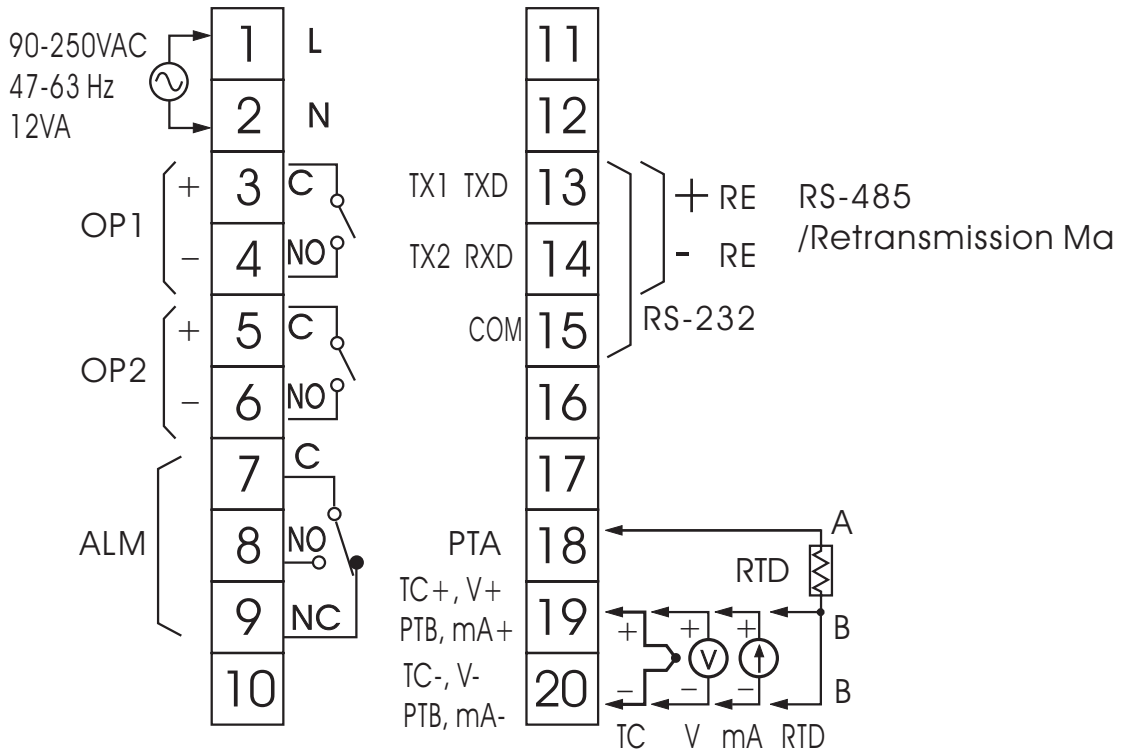 90-250VAC
47-63 Hz
12VA
1 L
2 N
OP1
+ 3 C
− 4 NO
OP2
+ 5 C
− 6 NO
ALM
7 C
8 NO
9 NC
10
11
12
TX1 TXD 13
TX2 RXD 14
COM 15
+ RE
- RE
RS-485
/Retransmission Ma
RS-232
16
17
PTA 18
TC+, V+
PTB, mA+ 19
TC-, V-
PTB, mA- 20
A
RTD
B
B
+ + +
V
− − −
TC V mA RTD